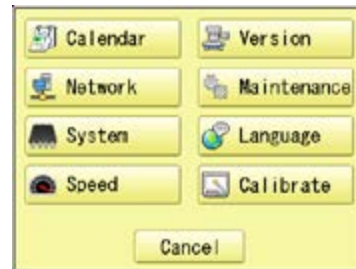 Calendar
Version
Network
Maintenance
System
Language
Speed
Calibrate
Cancel